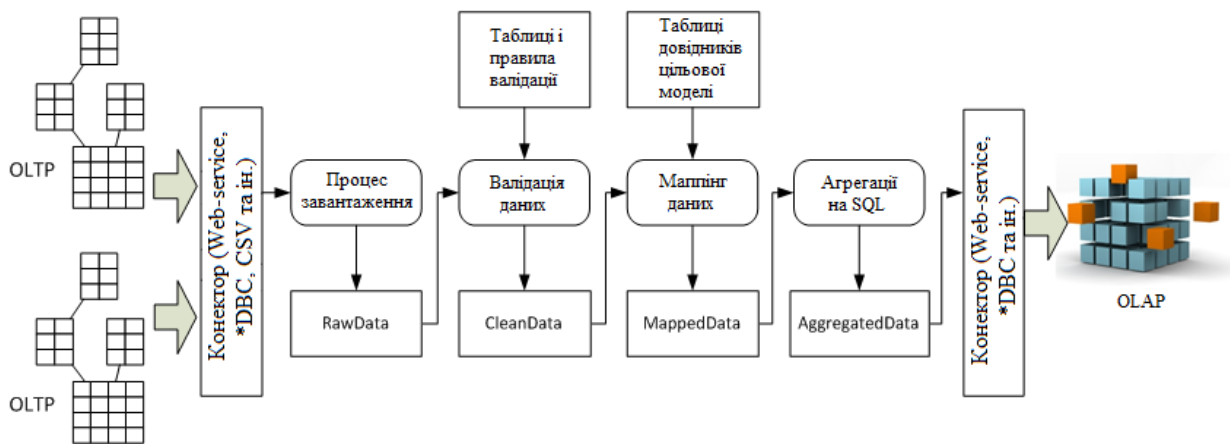 OLTP
OLTP
Конектор (Web-service,
*DBC, CSV та ін.)
Процес
завантаження
RawData
Таблиці і
правила
валідації
Валідація
даних
CleanData
Таблиці
довідників
цільової
моделі
Маппінг
даних
MappedData
Агрегації
на SQL
AggregatedData
Конектор (Web-service,
*DBC та ін.)
OLAP